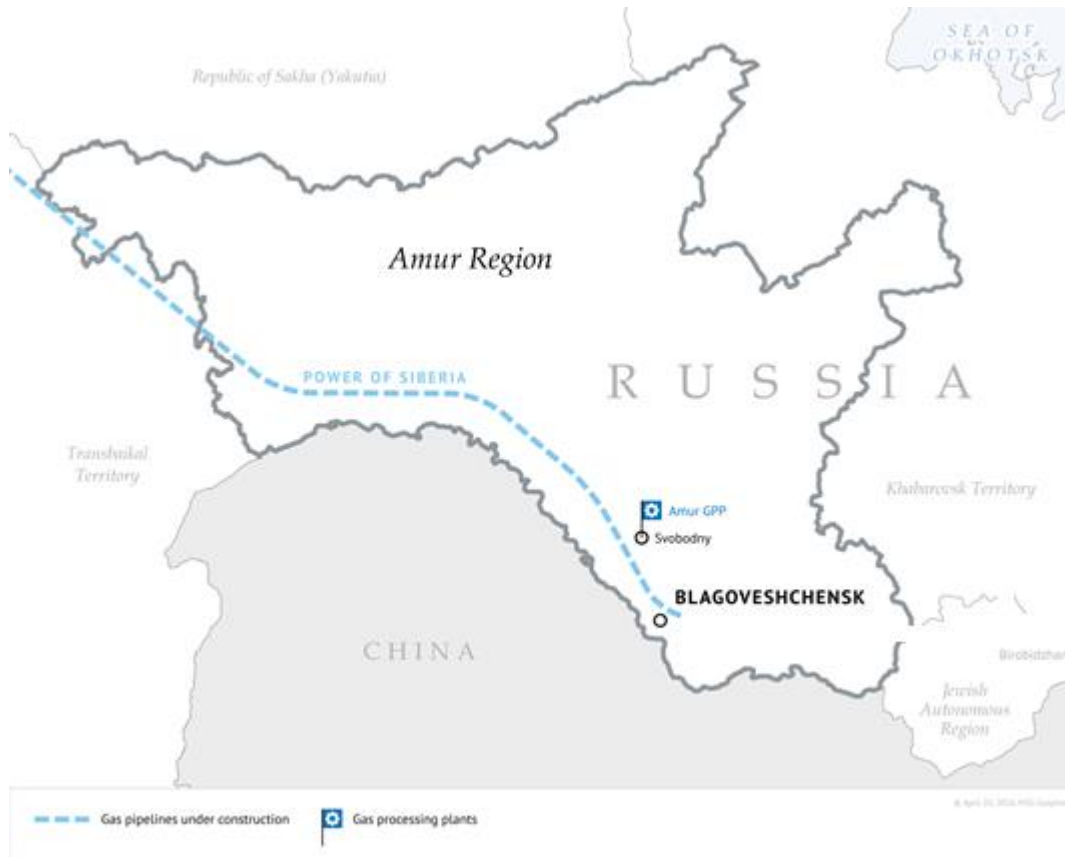 SEA OF
OKHOTSK
Republic of Sakha (Yakutia)
Amur Region
RUSSIA
POWER OF SIBERIA
Transbaikal
Territory
Khabarovsk Territory
Amur GPP
Svobodny
BLAGOVESHCHENSK
CHINA
Birobidzhan
Jewish
Autonomous
Region
Gas pipelines under construction
Gas processing plants